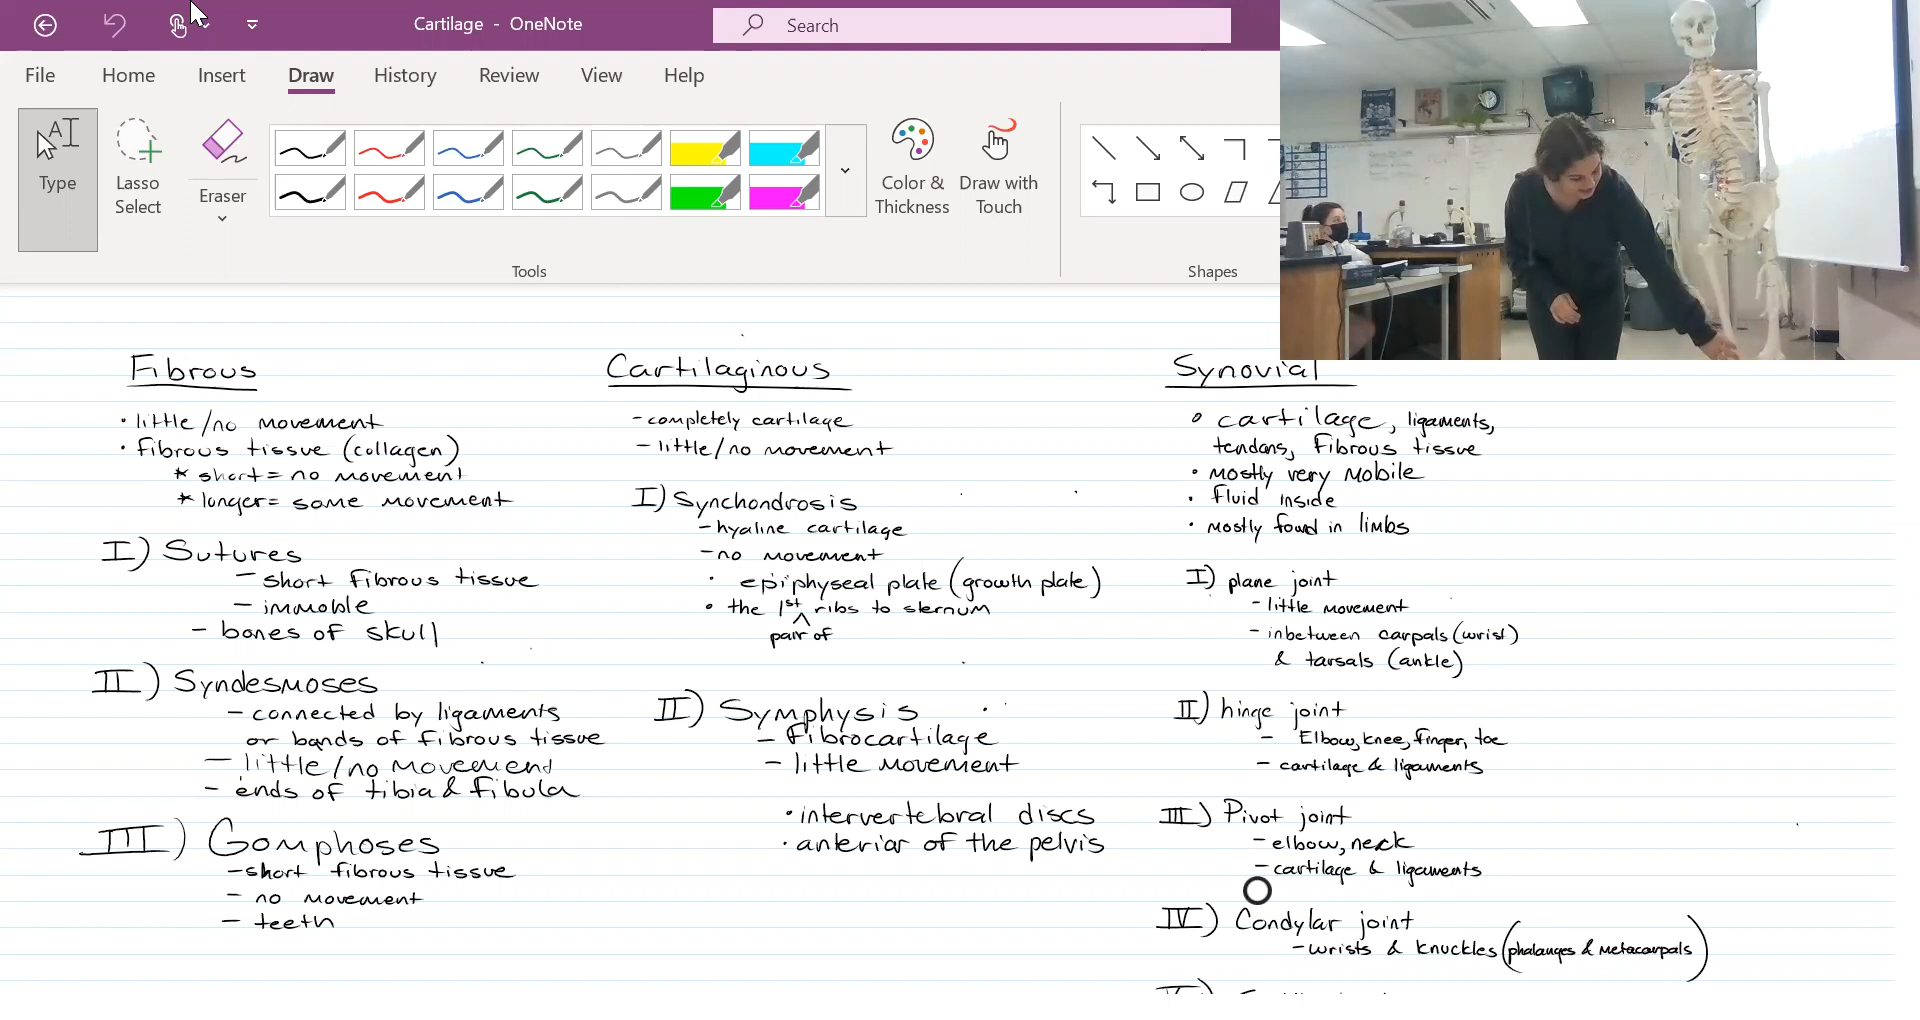 Cartilage - OneNote
Search
File Home Insert Draw History Review View Help
Type
Lasso Select
Eraser
Color & Thickness
Draw with Touch
Tools
Shapes
Fibrous
• little/no movement
• fibrous tissue (collagen)
* short = no movement
* longer = some movement
I) Sutures
- short fibrous tissue
- immoble
- bones of skull
II) Syndesmoses
- connected by ligaments
or bands of fibrous tissue
- little/no movement
- ends of tibia & fibula
III) Gomphoses
- short fibrous tissue
- no movement
- teeth
Cartilaginous
- completely cartilage
- little/no movement
I) Synchondrosis
- hyaline cartilage
- no movement
• epiphyseal plate (growth plate)
• the 1st ^ ribs to sternum
pair of
II) Symphysis
- fibrocartilage
- little movement
• intervertebral discs
• anterior of the pelvis
Synovial
• cartilage, ligaments,
tendons, fibrous tissue
• mostly very mobile
• fluid inside
• mostly found in limbs
I) plane joint
- little movement
- inbetween carpals (wrist)
& tarsals (ankle)
II) hinge joint
- Elbow, knee, finger, toe
- cartilage & ligaments
III) Pivot joint
- elbow, neck
- cartilage & ligaments
IV) Condylar joint
- wrists & knuckles (phalanges & metacarpals)